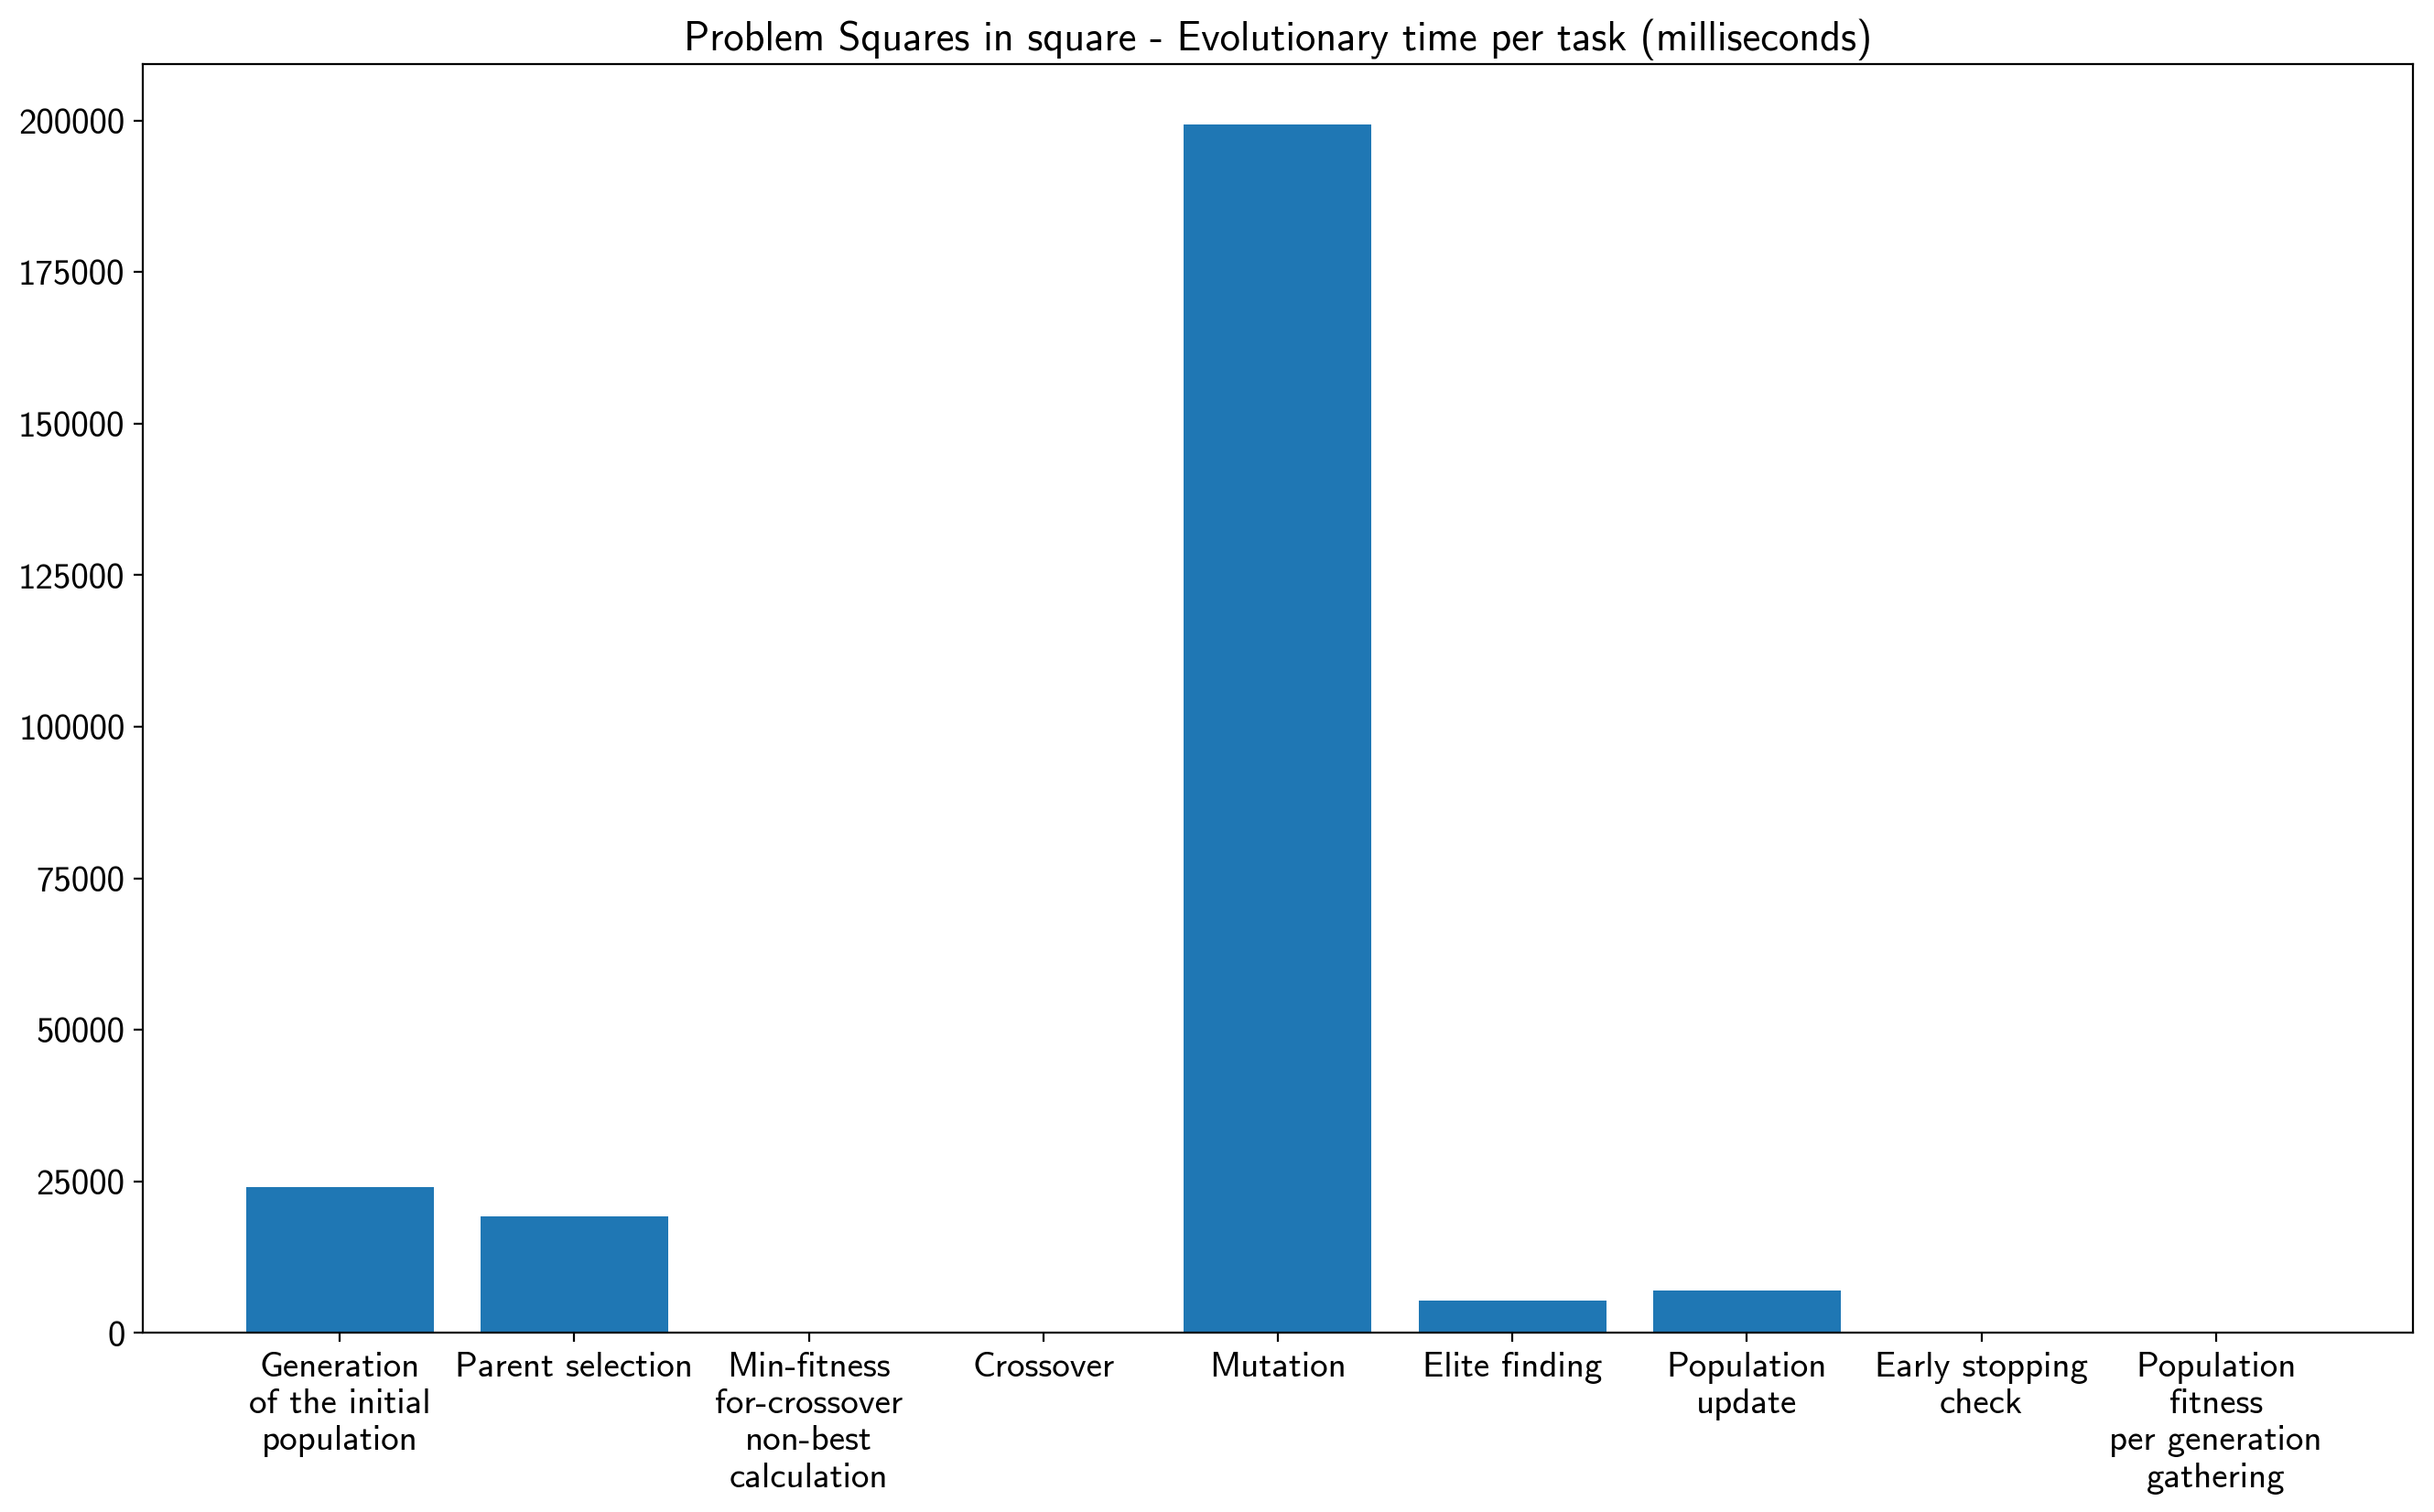 Problem Squares in square - Evolutionary time per task (milliseconds)
200000
175000
150000
125000
100000
75000
50000
25000
0
Generation
of the initial
population
Parent selection
Min-fitness
for-crossover
non-best
calculation
Crossover
Mutation
Elite finding
Population
update
Early stopping
check
Population
fitness
per generation
gathering